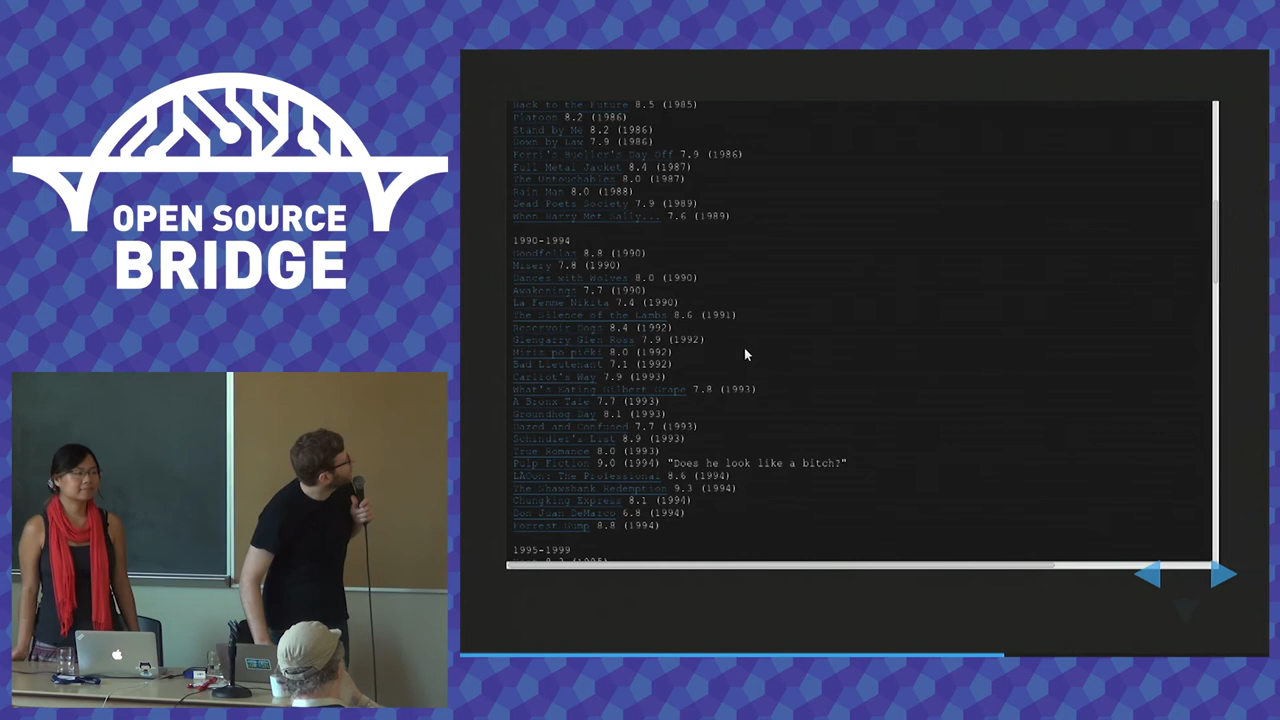 OPEN SOURCE
BRIDGE
Back to the Future 8.5 (1985)
Platoon 8.2 (1986)
Stand by Me 8.2 (1986)
Down by Law 7.9 (1986)
Ferri's Bueller's Day Off 7.9 (1986)
Full Metal Jacket 8.4 (1987)
The Untouchables 8.0 (1987)
Rain Man 8.0 (1988)
Dead Poets Society 7.9 (1989)
When Harry Met Sally... 7.6 (1989)
1990-1994
Goodfellas 8.8 (1990)
Misery 7.8 (1990)
Dances with Wolves 8.0 (1990)
Awakenings 7.7 (1990)
La Femme Nikita 7.4 (1990)
The Silence of the Lambs 8.6 (1991)
Reservoir Dogs 8.4 (1992)
Glengarry Glen Ross 7.9 (1992)
Miris po pički 8.0 (1992)
Bad Lieutenant 7.1 (1992)
Carlito's Way 7.9 (1993)
What's Eating Gilbert Grape 7.8 (1993)
A Bronx Tale 7.7 (1993)
Groundhog Day 8.1 (1993)
Dazed and Confused 7.7 (1993)
Schindler's List 8.9 (1993)
True Romance 8.0 (1993)
Pulp Fiction 9.0 (1994) "Does he look like a bitch?"
LÃ©on: The Professional 8.6 (1994)
The Shawshank Redemption 9.3 (1994)
Chungking Express 8.1 (1994)
Don Juan DeMarco 6.8 (1994)
Forrest Gump 8.8 (1994)
1995-1999